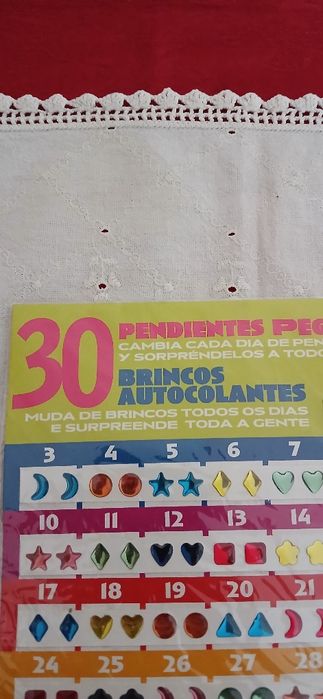 30
PENDIENTES
CAMBIA CADA DIA DE
Y SORPRÉNDELOS A
BRINCOS
AUTOCOLANTES
MUDA DE BRINCOS TODOS OS DIAS
E SURPREENDE TODA A GENTE
3 4 5 6 7
10 11 12 13 14
17 18 19 20 21
24 25 26 27 28